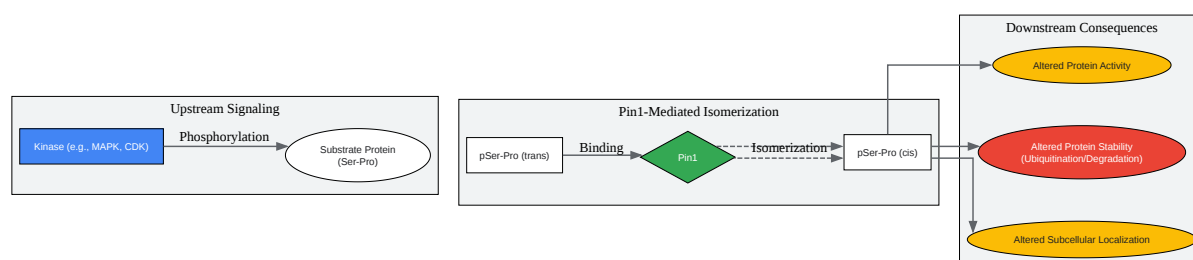 Upstream Signaling
Kinase (e.g., MAPK, CDK)
Phosphorylation
Substrate Protein
(Ser-Pro)
Pin1-Mediated Isomerization
pSer-Pro (trans)
Binding
Pin1
Isomerization
pSer-Pro (cis)
Downstream Consequences
Altered Protein Activity
Altered Protein Stability
(Ubiquitination/Degradation)
Altered Subcellular Localization